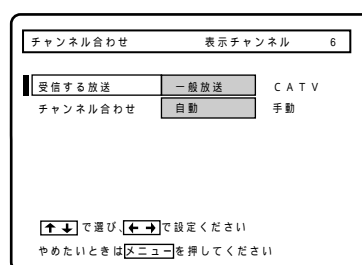 チャンネル合わせ 表示チャンネル 6
受信する放送 一般放送 CATV
チャンネル合わせ 自動 手動
↑↓で選び、←→で設定ください
やめたいときはメニューを押してください